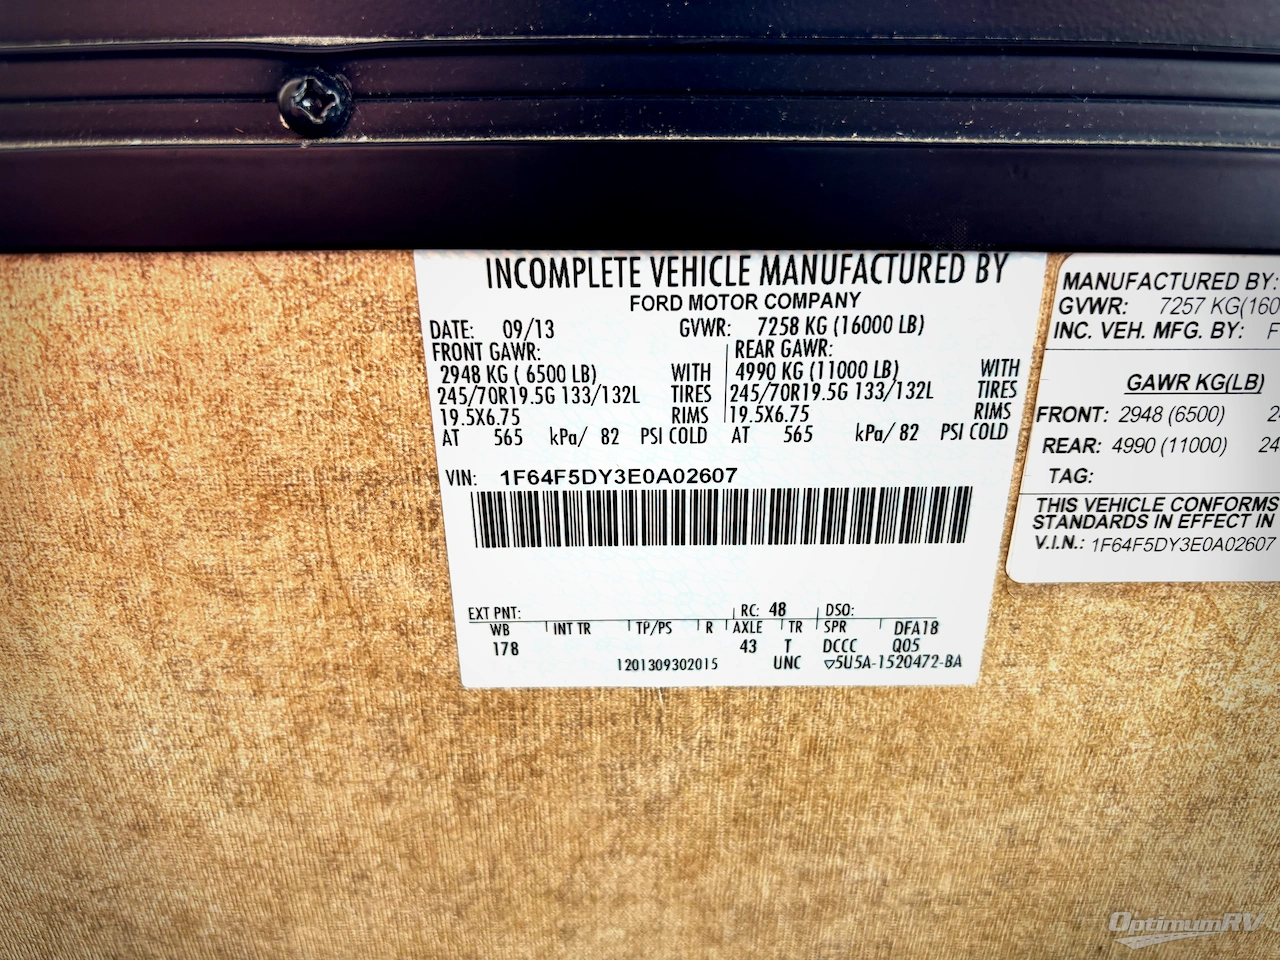 INCOMPLETE VEHICLE MANUFACTURED BY
FORD MOTOR COMPANY
DATE: 09/13 GVWR: 7258 KG (16000 LB)
FRONT GAWR: REAR GAWR:
2948 KG ( 6500 LB) WITH 4990 KG (11000 LB) WITH
245/70R19.5G 133/132L TIRES 245/70R19.5G 133/132L TIRES
19.5X6.75 RIMS 19.5X6.75 RIMS
AT 565 kPa/ 82 PSI COLD AT 565 kPa/ 82 PSI COLD
VIN: 1F64F5DY3E0A02607
EXT PNT: RC: 48 DSO:
WB INT TR TP/PS R AXLE TR SPR DFA18
178 43 T DCCC Q05
1201309302015 UNC ▽5U5A-1520472-BA
MANUFACTURED BY:
GVWR: 7257 KG(160
INC. VEH. MFG. BY: F
GAWR KG(LB)
FRONT: 2948 (6500) 2
REAR: 4990 (11000) 24
TAG:
THIS VEHICLE CONFORMS
STANDARDS IN EFFECT IN
V.I.N.: 1F64F5DY3E0A02607
OptimumRV